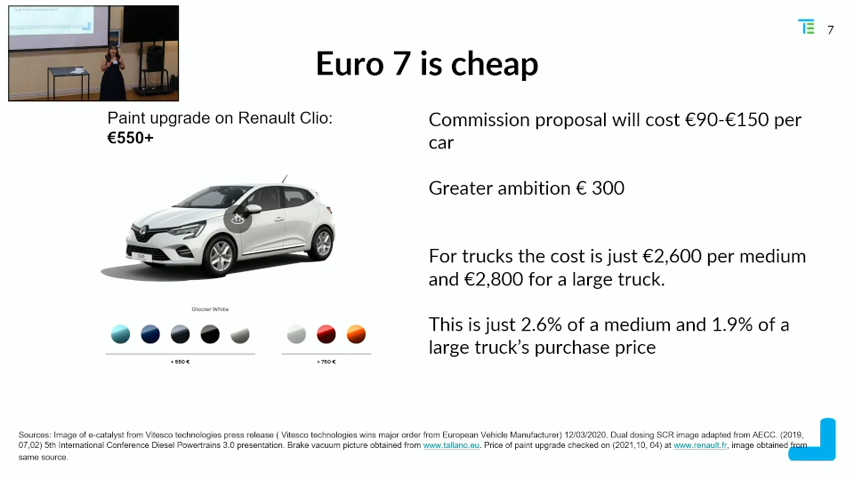 TE
7
Euro 7 is cheap
Paint upgrade on Renault Clio:
€550+
Glacier White
+ 550 €
+ 750 €
Commission proposal will cost €90-€150 per
car
Greater ambition € 300
For trucks the cost is just €2,600 per medium
and €2,800 for a large truck.
This is just 2.6% of a medium and 1.9% of a
large truck’s purchase price
Sources: Image of e-catalyst from Vitesco technologies press release ( Vitesco technologies wins major order from European Vehicle Manufacturer) 12/03/2020. Dual dosing SCR image adapted from AECC. (2019,
07,02) 5th International Conference Diesel Powertrains 3.0 presentation. Brake vacuum picture obtained from www.tallano.eu. Price of paint upgrade checked on (2021,10, 04) at www.renault.fr, image obtained from
same source.